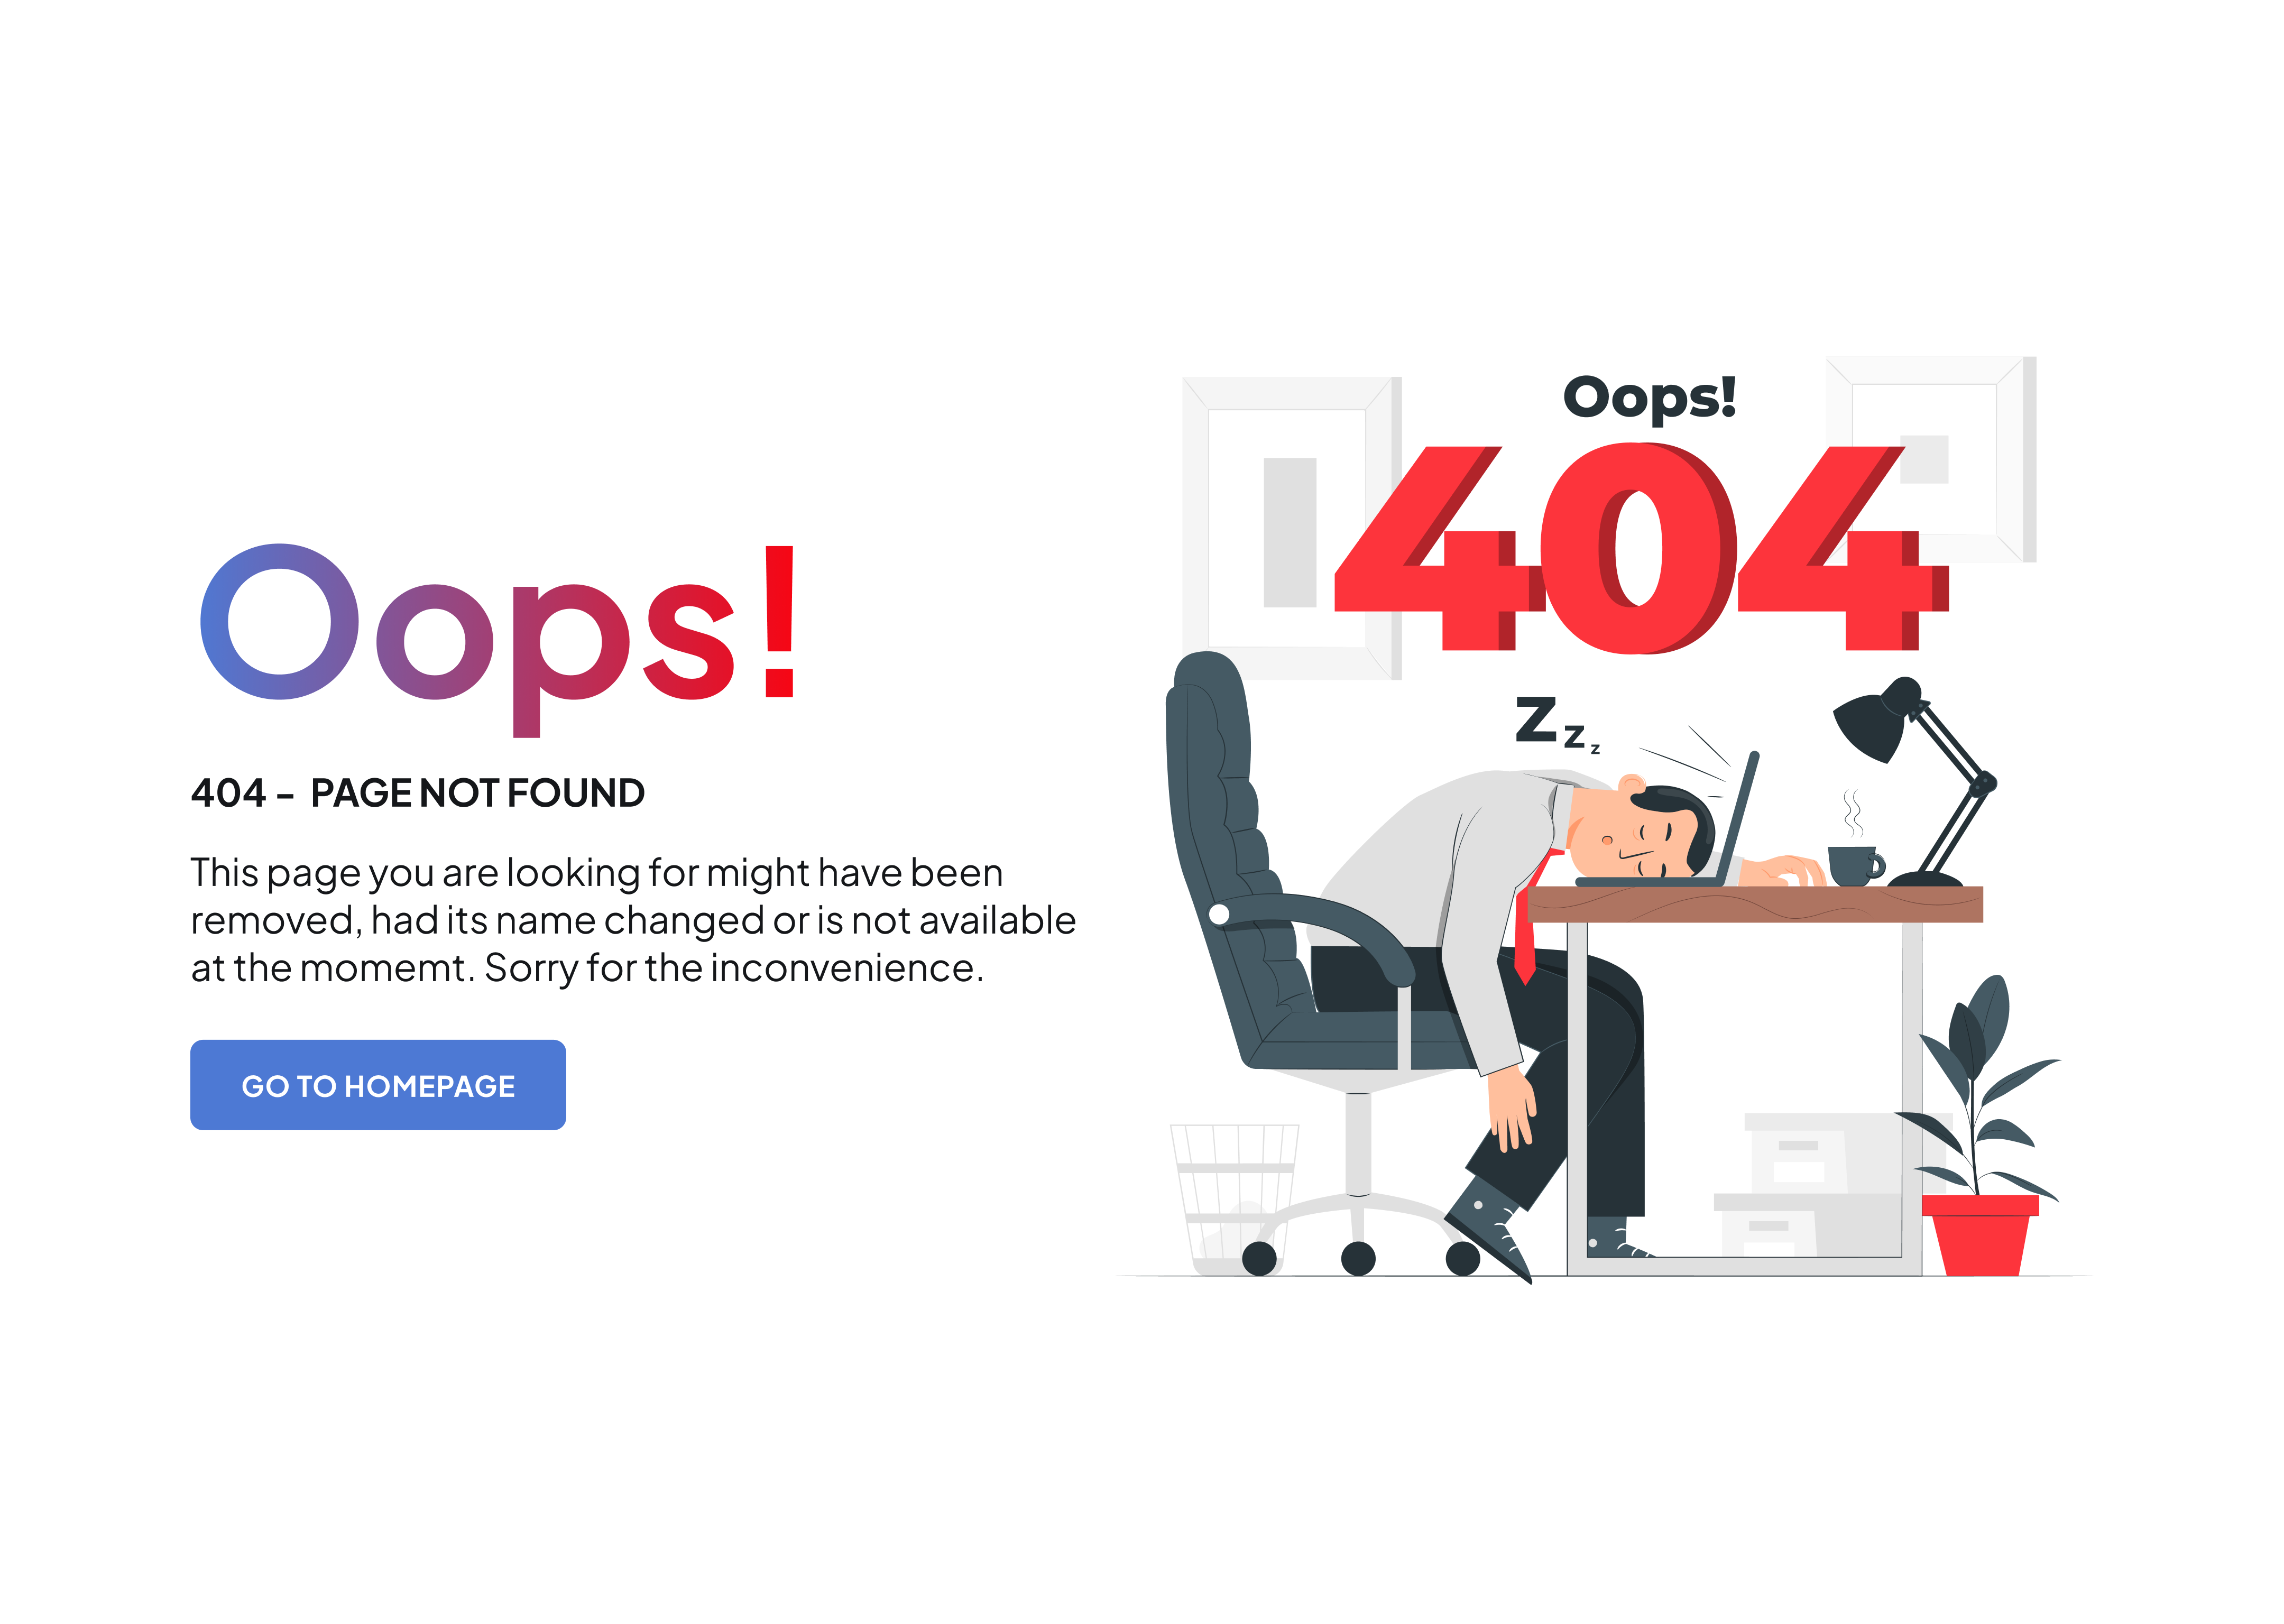 Oops!
404 – PAGE NOT FOUND
This page you are looking for might have been
removed, had its name changed or is not available
at the momemt. Sorry for the inconvenience.
GO TO HOMEPAGE
Oops!
404
Z z z